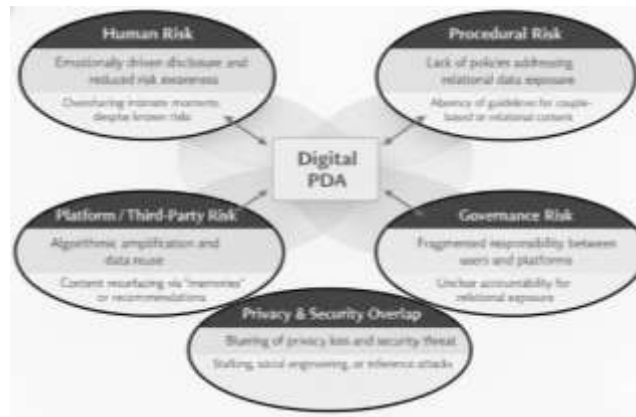 Human Risk
Emotionally driven disclosure and
reduced risk awareness
Oversharing intimate moments
despite known risks
Procedural Risk
Lack of policies addressing
relational data exposure
Absence of guidelines for couple-
based or relational content
Digital
PDA
Platform / Third-Party Risk
Algorithmic amplification and
data reuse
Content resurfacing via "memories"
or recommendations
Governance Risk
Fragmented responsibility between
users and platforms
Unclear accountability for
relational exposure
Privacy & Security Overlap
Blurring of privacy loss and security threat
Stalking, social engineering, or inference attacks